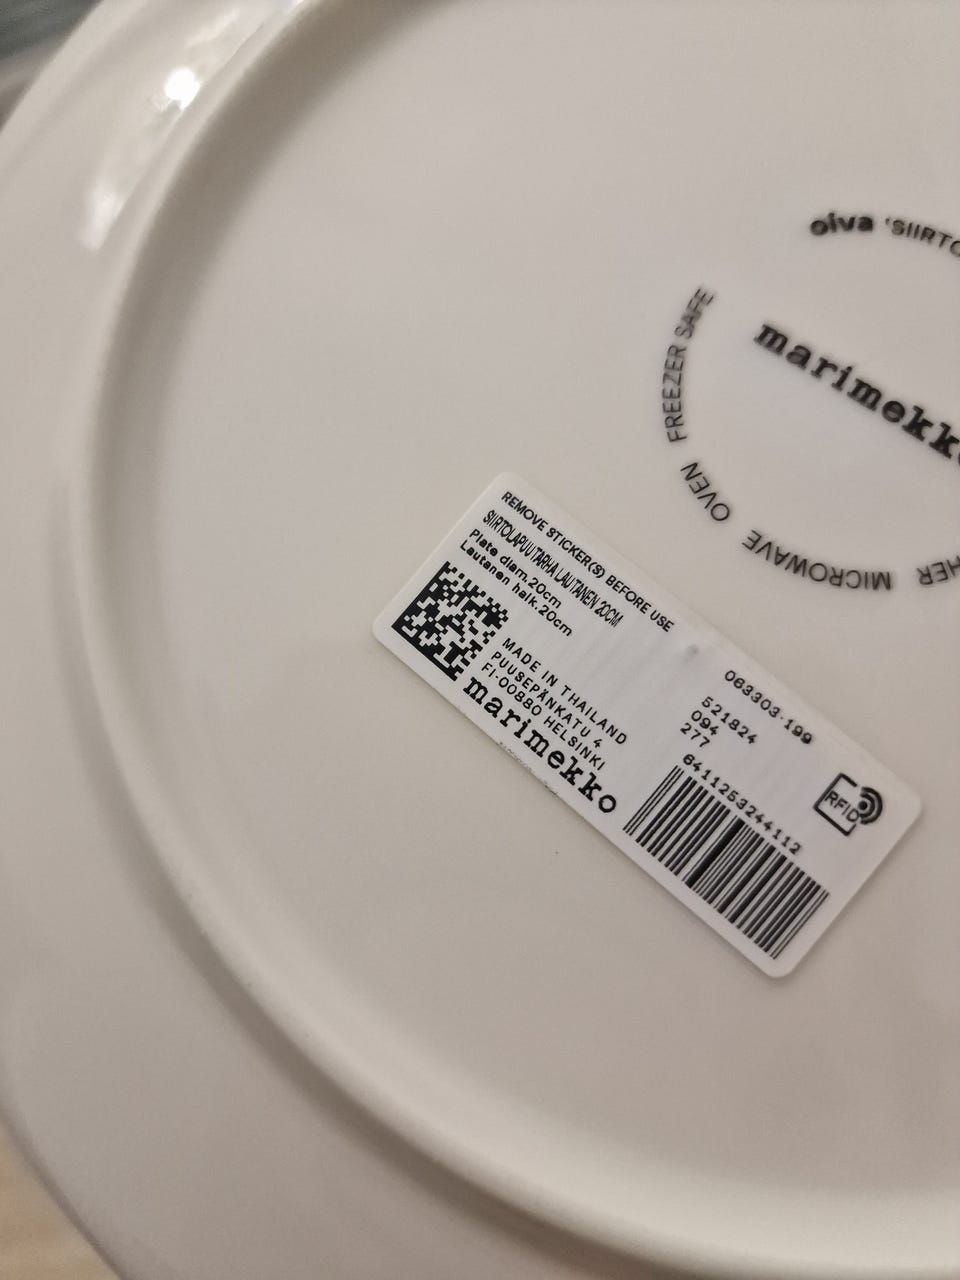 oiva 'SIIRTO
marimekko
FREEZER SAFE
OVEN
MICROWAVE
REMOVE STICKER(S) BEFORE USE
SIIRTOLAPUUTARHA LAUTANEN 20CM
Plate diam.20cm
Lautanen halk.20cm
MADE IN THAILAND
PUUSEPÄNKATU 4
FI-00880 HELSINKI
marimekko
063303-199
521824
094
277
6411253244112
RFID